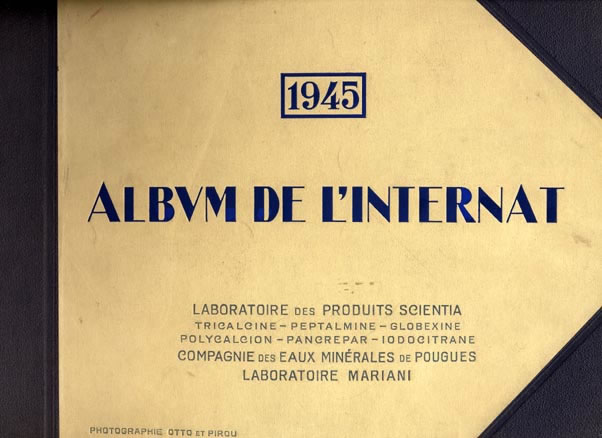 1945
ALBVM DE L'INTERNAT
LABORATOIRE DES PRODUITS SCIENTIA
TRICALCINE – PEPTALMINE – GLOBEXINE
POLYCALCION – PANCREPAR – IODOCITRANE
COMPAGNIE DES EAUX MINÉRALES DE POUGUES
LABORATOIRE MARIANI
PHOTOGRAPHIE OTTO ET PIROU